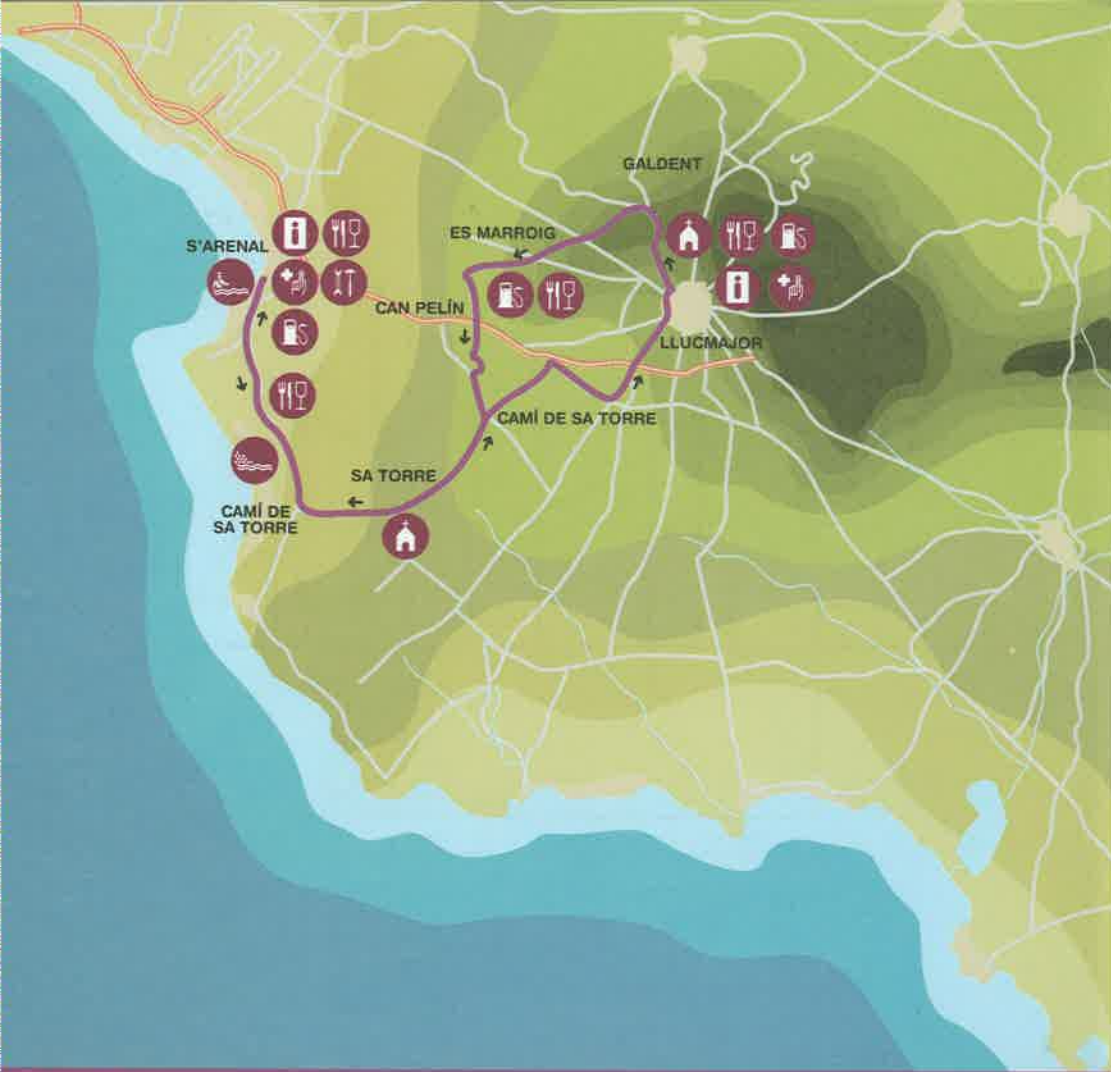 GALDENT
ES MARROIG
S'ARENAL
CAN PELÍN
LLUCMAJOR
CAMÍ DE SA TORRE
SA TORRE
CAMÍ DE
SA TORRE